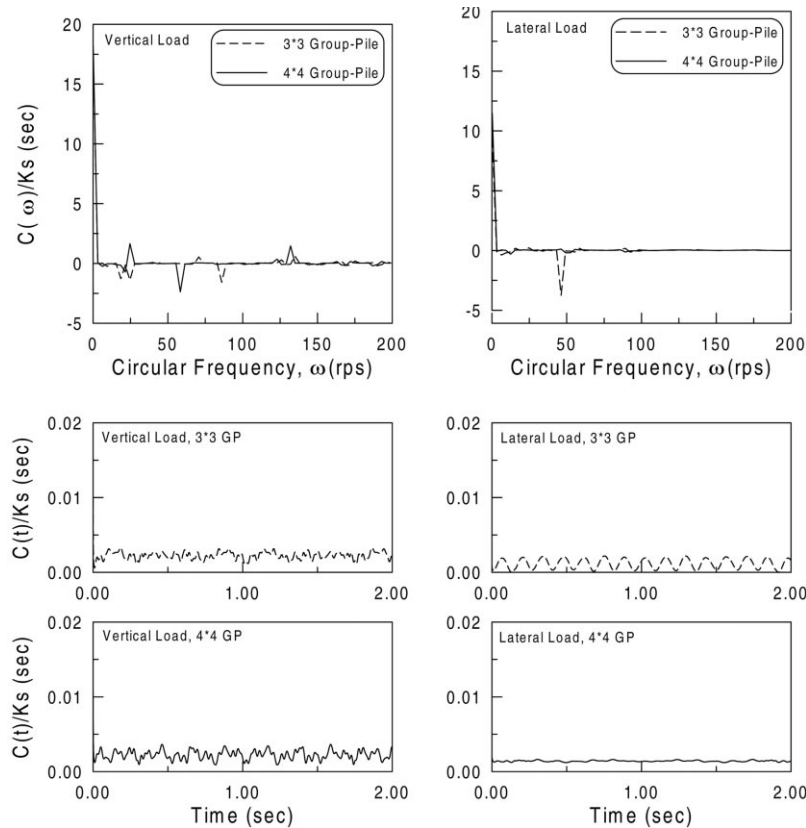 Vertical Load
3*3 Group-Pile
4*4 Group-Pile
20
15
10
5
0
-5
C( ω)/Ks (sec)
0 50 100 150 200
Circular Frequency, ω(rps)
Lateral Load
3*3 Group-Pile
4*4 Group-Pile
20
15
10
5
0
-5
0 50 100 150 200
Circular Frequency, ω(rps)
Vertical Load, 3*3 GP
0.02
0.01
0.00
C(t)/Ks (sec)
0.00 1.00 2.00
Lateral Load, 3*3 GP
0.02
0.01
0.00
0.00 1.00 2.00
Vertical Load, 4*4 GP
0.02
0.01
0.00
C(t)/Ks (sec)
0.00 1.00 2.00
Time (sec)
Lateral Load, 4*4 GP
0.02
0.01
0.00
0.00 1.00 2.00
Time (sec)